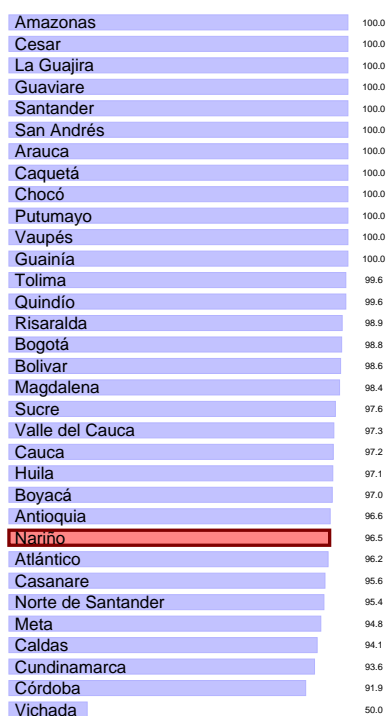 Amazonas 100.0
Cesar 100.0
La Guajira 100.0
Guaviare 100.0
Santander 100.0
San Andrés 100.0
Arauca 100.0
Caquetá 100.0
Chocó 100.0
Putumayo 100.0
Vaupés 100.0
Guainía 100.0
Tolima 99.6
Quindío 99.6
Risaralda 98.9
Bogotá 98.8
Bolivar 98.6
Magdalena 98.4
Sucre 97.6
Valle del Cauca 97.3
Cauca 97.2
Huila 97.1
Boyacá 97.0
Antioquia 96.6
Nariño 96.5
Atlántico 96.2
Casanare 95.6
Norte de Santander 95.4
Meta 94.8
Caldas 94.1
Cundinamarca 93.6
Córdoba 91.9
Vichada 50.0